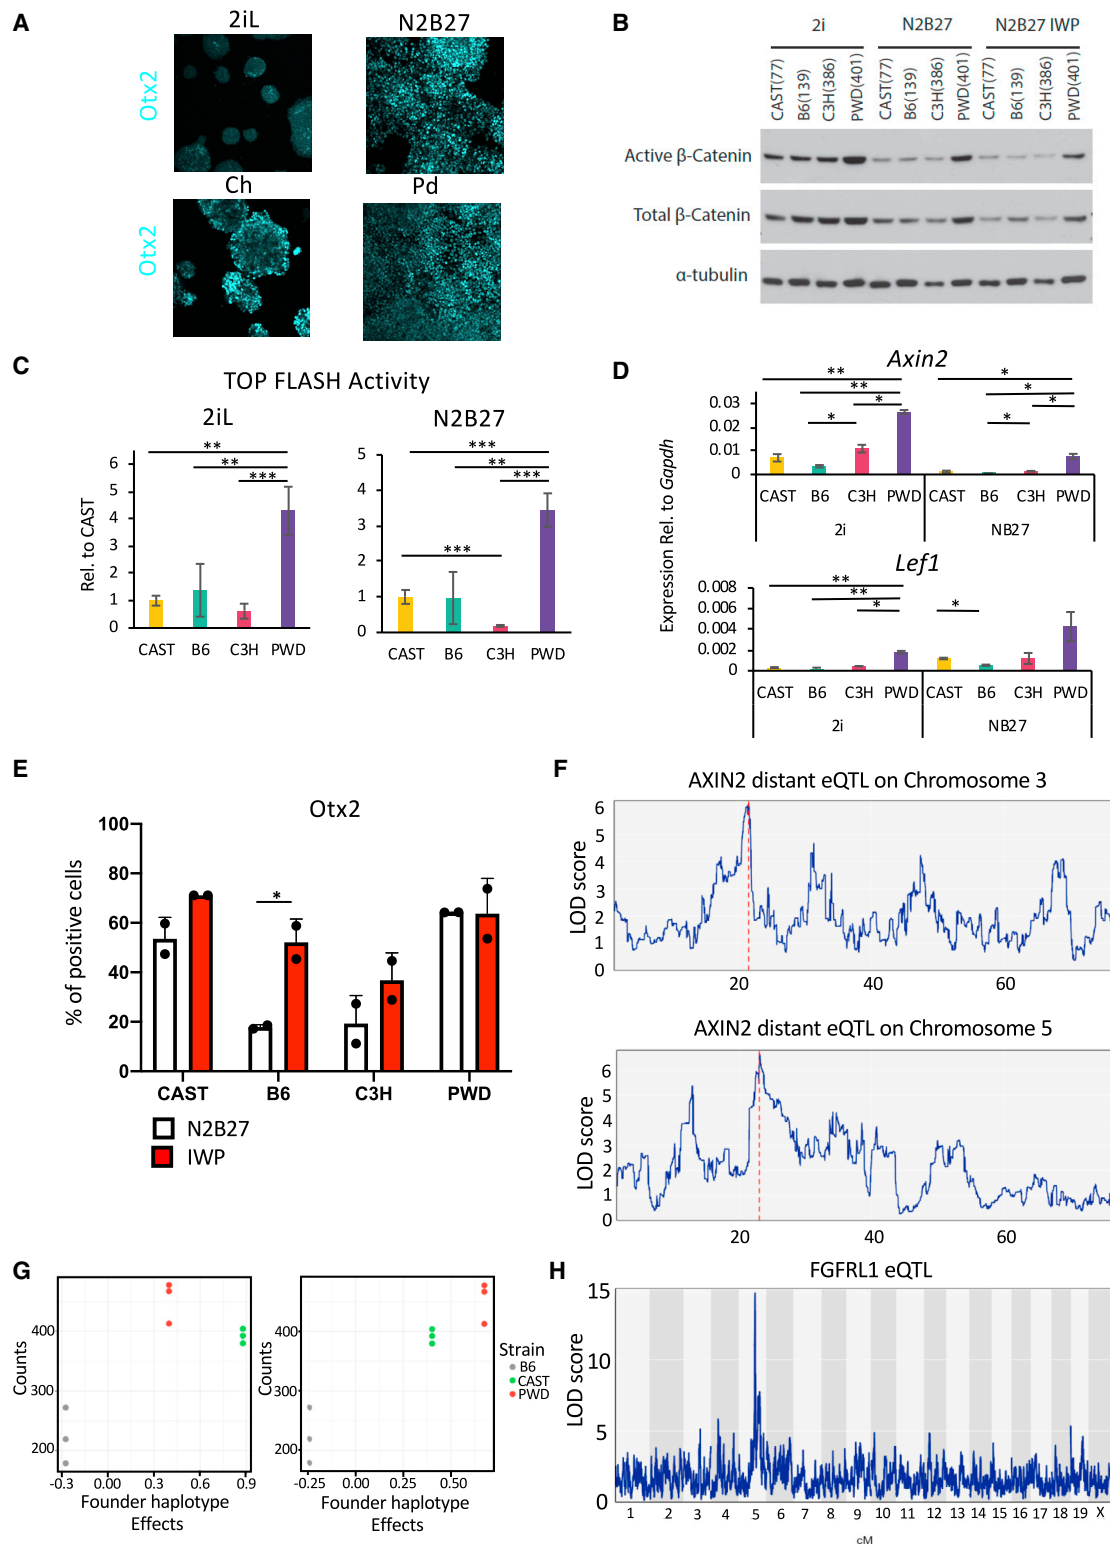 A
2iL
N2B27
Otx2
Ch
Pd
Otx2
B
2i
N2B27
N2B27 IWP
CAST(77)
B6(139)
C3H(386)
PWD(401)
CAST(77)
B6(139)
C3H(386)
PWD(401)
CAST(77)
B6(139)
C3H(386)
PWD(401)
Active β-Catenin
Total β-Catenin
α-tubulin
C
TOP FLASH Activity
2iL
N2B27
Rel. to CAST
6
5
4
3
2
1
0
**
**
***
CAST B6 C3H PWD
5
4
3
2
1
0
***
**
***
***
CAST B6 C3H PWD
D
Axin2
Expression Rel. to Gapdh
0.03
0.02
0.01
0
**
**
*
*
*
*
*
*
CAST B6 C3H PWD CAST B6 C3H PWD
2i NB27
Lef1
0.008
0.006
0.004
0.002
0
**
**
*
*
CAST B6 C3H PWD CAST B6 C3H PWD
2i NB27
E
Otx2
% of positive cells
100
80
60
40
20
0
*
CAST B6 C3H PWD
N2B27
IWP
F
AXIN2 distant eQTL on Chromosome 3
LOD score
6
5
4
3
2
1
0
20 40 60
AXIN2 distant eQTL on Chromosome 5
LOD score
6
5
4
3
2
1
0
20 40 60
G
Counts
400
300
200
-0.3 0.00 0.3 0.6 0.9
Founder haplotype
Effects
Counts
400
300
200
-0.25 0.00 0.25 0.50
Founder haplotype
Effects
Strain
B6
CAST
PWD
H
FGFRL1 eQTL
LOD score
15
10
5
0
1 2 3 4 5 6 7 8 9 10 11 12 13 14 15 16 17 18 19 X
cM